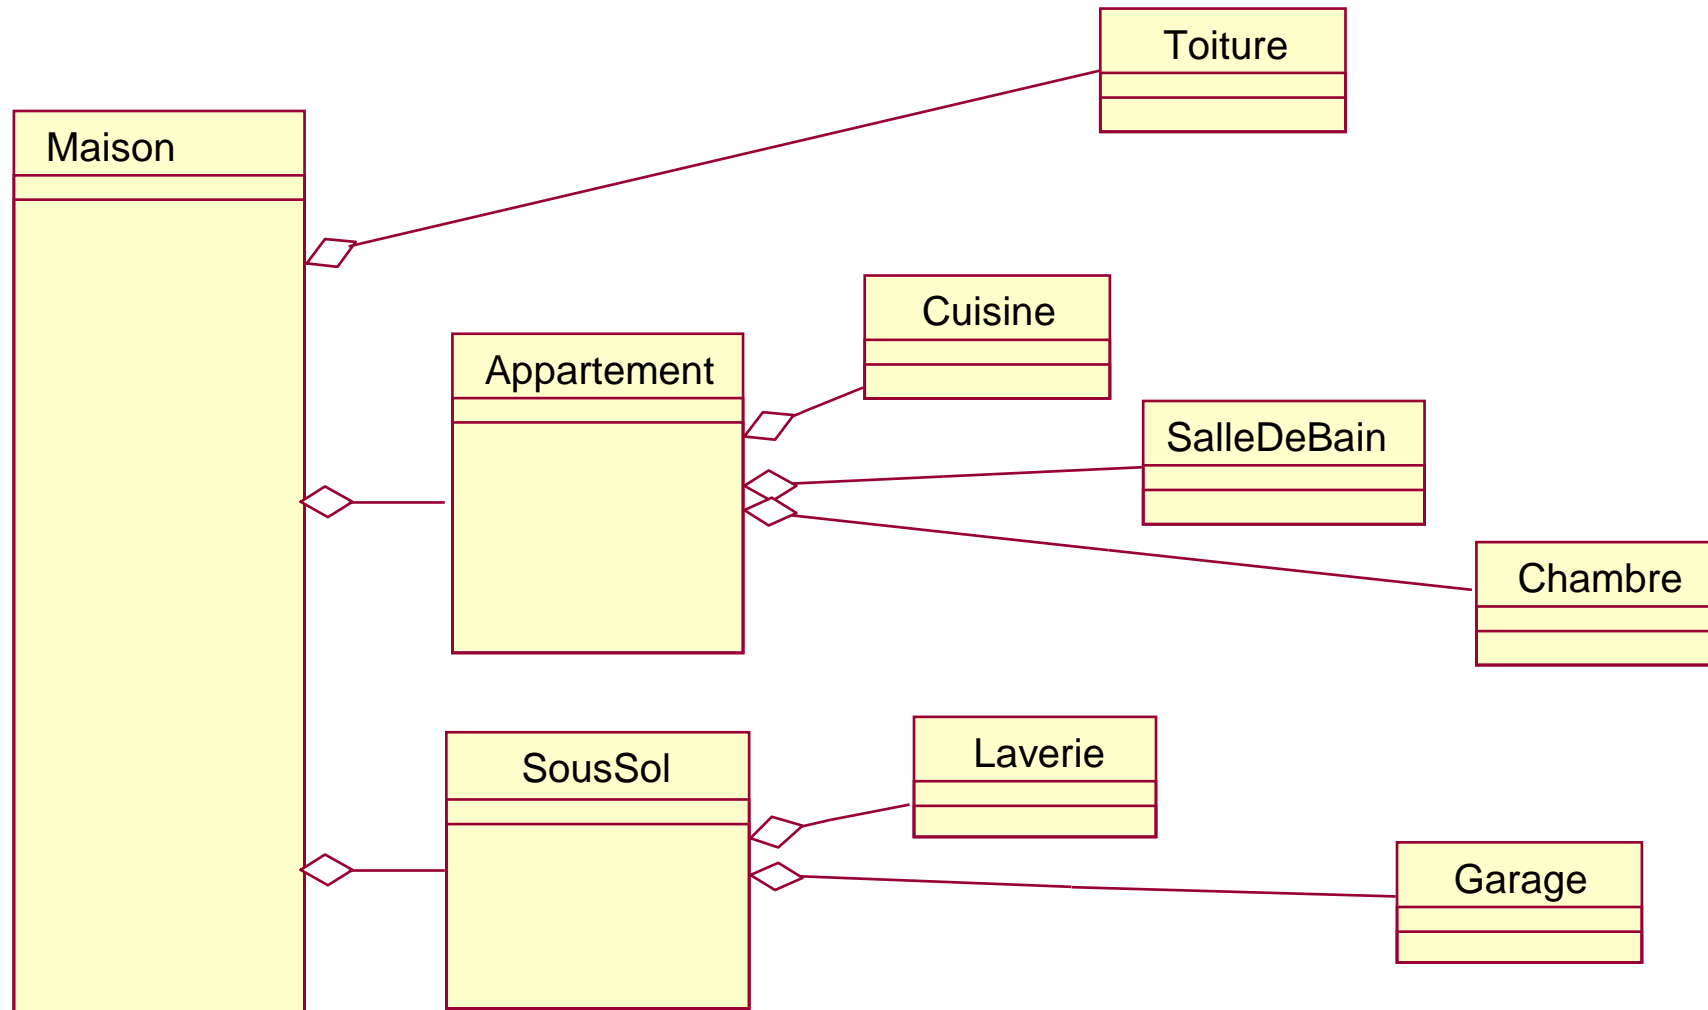 Toiture
Maison
Cuisine
Appartement
SalleDeBain
Chambre
SousSol
Laverie
Garage